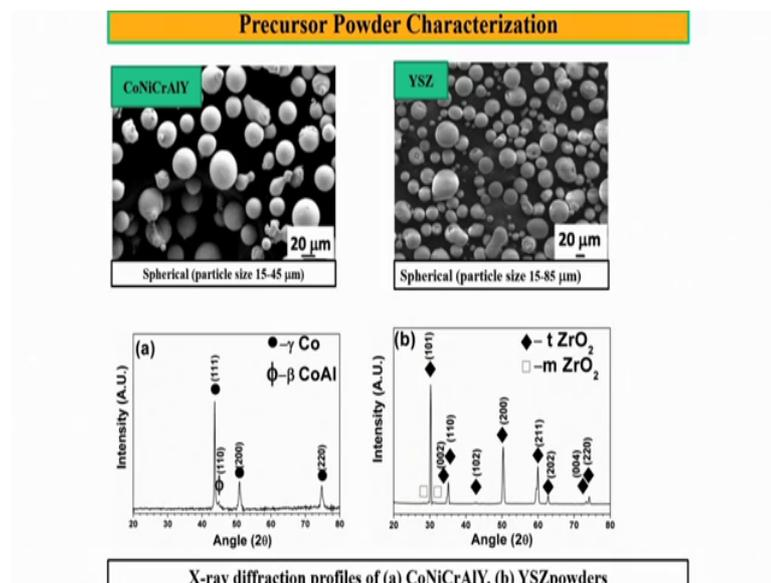 Precursor Powder Characterization
CoNiCrAlY
YSZ
20 µm
20 µm
Spherical (particle size 15-45 µm)
Spherical (particle size 15-85 µm)
(a)
●–γ Co
ϕ–β CoAl
(111)
(110)
(200)
(220)
Intensity (A.U.)
20 30 40 50 60 70 80
Angle (2θ)
(b)
◆– t ZrO₂
□–m ZrO₂
(101)
(002)
(110)
(102)
(200)
(211)
(202)
(004)
(220)
Intensity (A.U.)
20 30 40 50 60 70 80
Angle (2θ)
X-ray diffraction profiles of (a) CoNiCrAlY, (b) YSZpowders